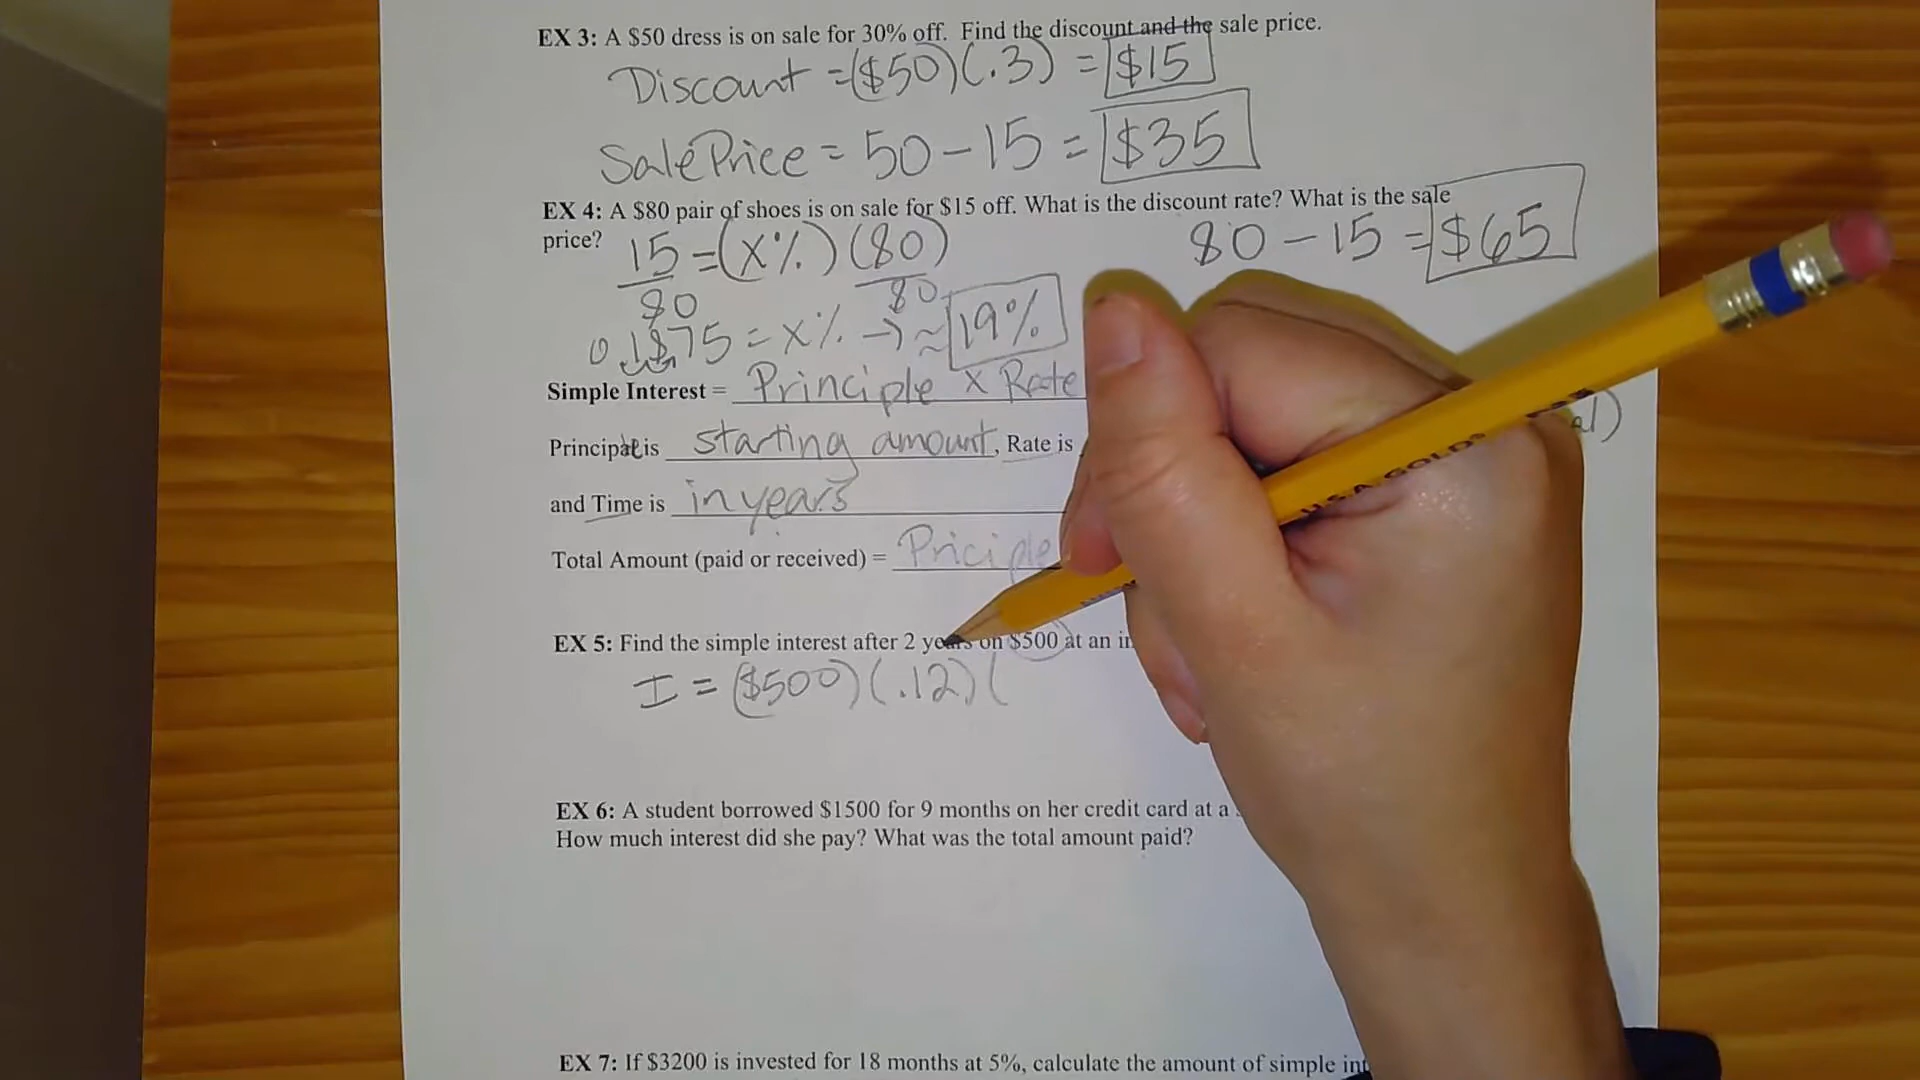 EX 3: A $50 dress is on sale for 30% off. Find the discount and the sale price.
Discount = ($50)(.3) = $15
Sale Price = 50 - 15 = $35
EX 4: A $80 pair of shoes is on sale for $15 off. What is the discount rate? What is the sale
price?
15 = (x%)(80)
80 80
80 - 15 = $65
0.1875 = x% → ~ 19%
Simple Interest = Principle x Rate
al)
Principle is starting amount, Rate is
and Time is in years
Total Amount (paid or received) = Priciple
EX 5: Find the simple interest after 2 years on $500 at an
I = ($500)(.12)(
EX 6: A student borrowed $1500 for 9 months on her credit card at a
How much interest did she pay? What was the total amount paid?
EX 7: If $3200 is invested for 18 months at 5%, calculate the amount of simple int
USA GOLD